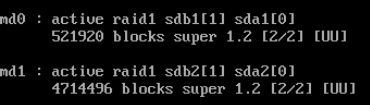 md0 : active raid1 sdb1[1] sda1[0]
521920 blocks super 1.2 [2/2] [UU]
md1 : active raid1 sdb2[1] sda2[0]
4714496 blocks super 1.2 [2/2] [UU]